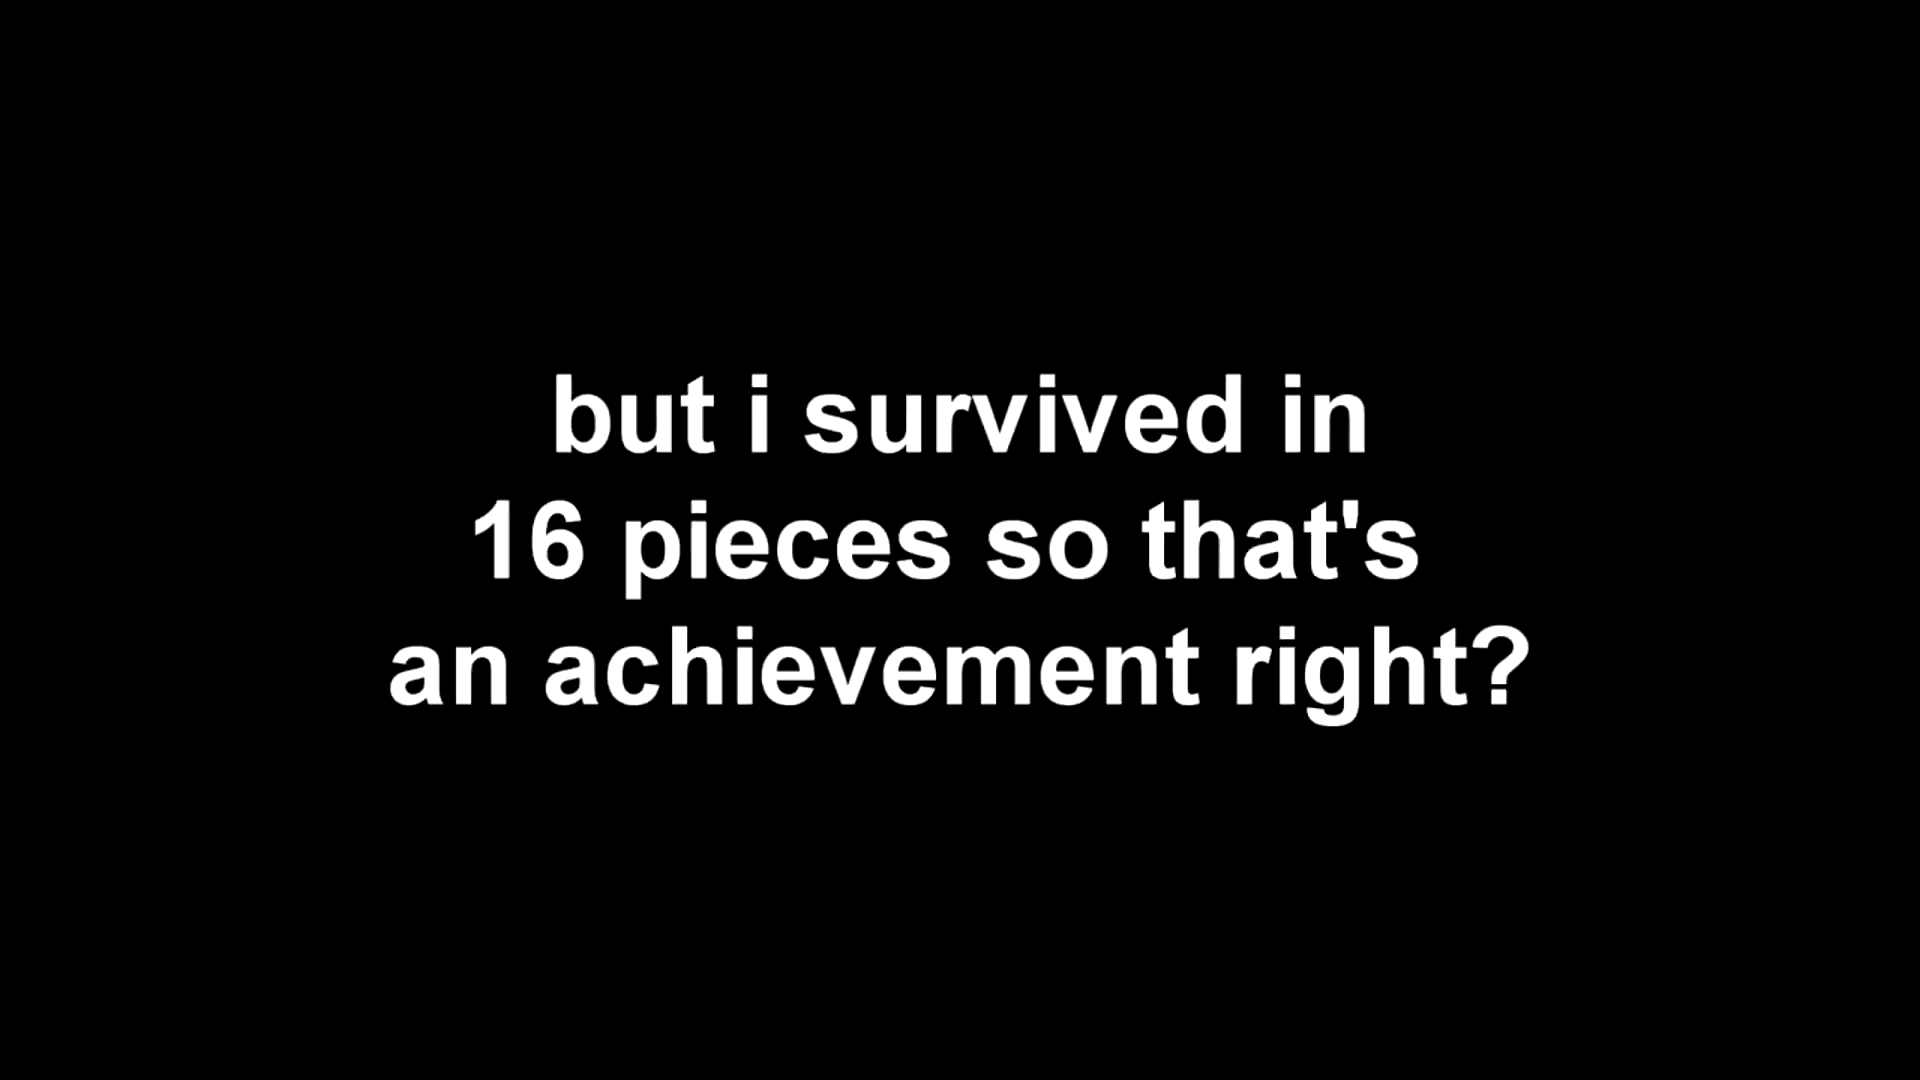 but i survived in
16 pieces so that's
an achievement right?